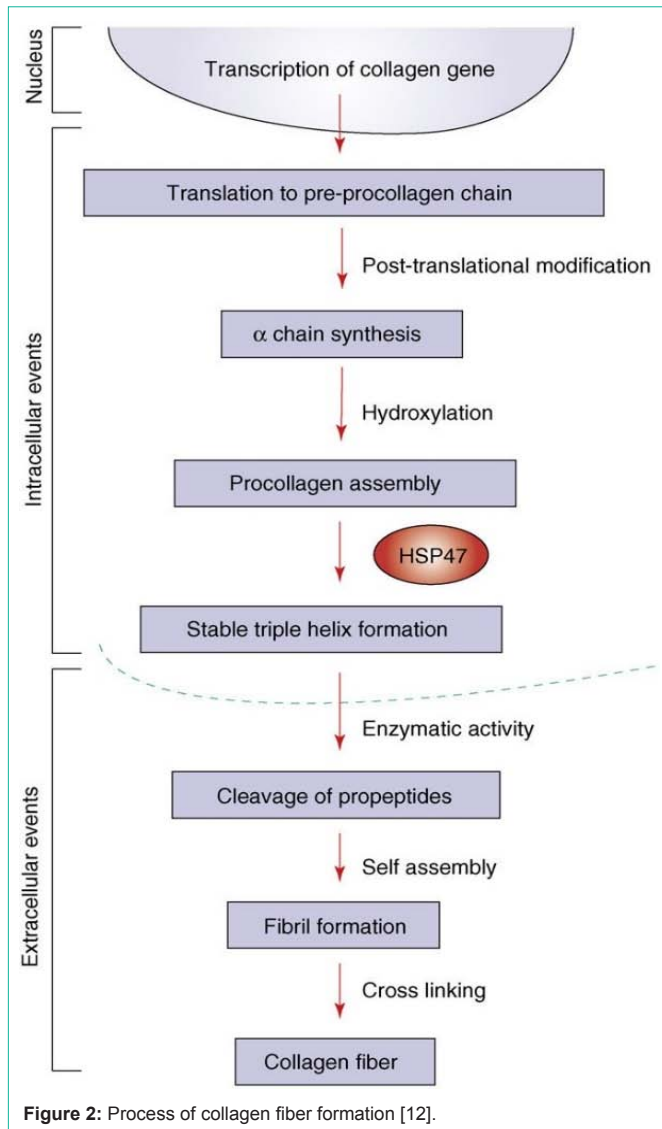 Nucleus
Transcription of collagen gene
Intracellular events
Translation to pre-procollagen chain
Post-translational modification
α chain synthesis
Hydroxylation
Procollagen assembly
HSP47
Stable triple helix formation
Extracellular events
Enzymatic activity
Cleavage of propeptides
Self assembly
Fibril formation
Cross linking
Collagen fiber
Figure 2: Process of collagen fiber formation [12].